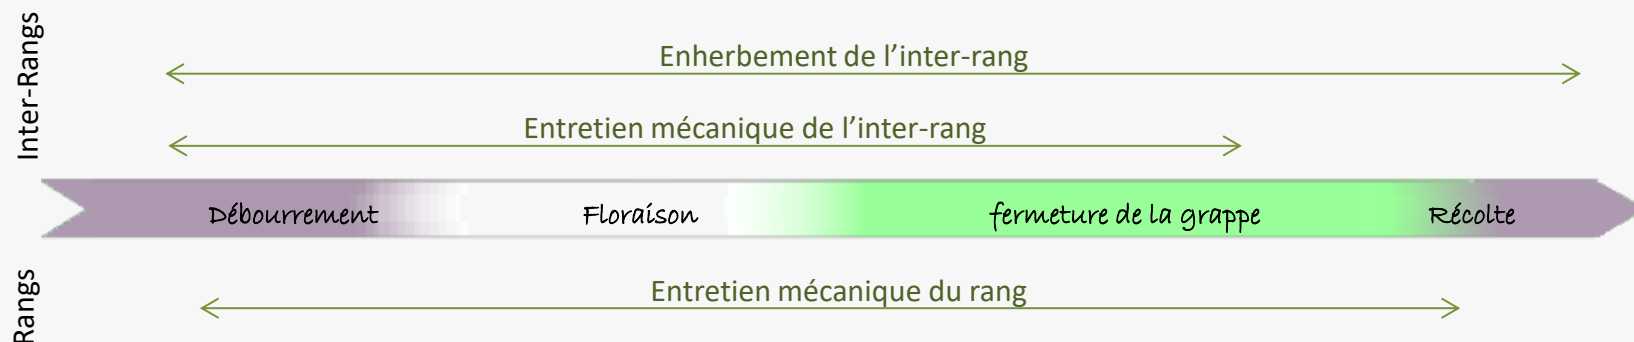 Inter-Rangs
Enherbement de l’inter-rang
Entretien mécanique de l’inter-rang
Débourrement Floraison fermeture de la grappe Récolte
Rangs
Entretien mécanique du rang